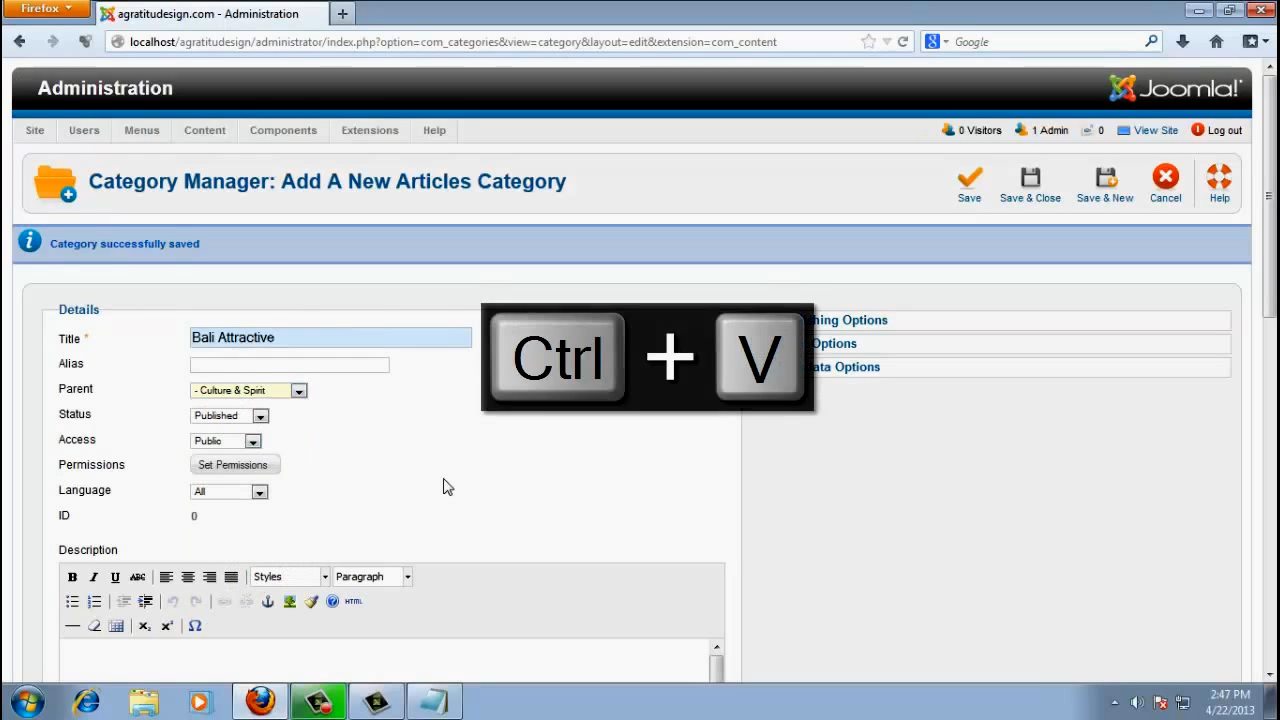 Firefox
agratitudesign.com - Administration
localhost/agratitudesign/administrator/index.php?option=com_categories&view=category&layout=edit&extension=com_content
Google
Administration
Joomla!
Site Users Menus Content Components Extensions Help
0 Visitors 1 Admin 0 View Site Log out
Category Manager: Add A New Articles Category
Save Save & Close Save & New Cancel Help
Category successfully saved
Details
Title * Bali Attractive
Alias
Parent - Culture & Spirit
Status Published
Access Public
Permissions Set Permissions
Language All
ID 0
Ctrl + V
hing Options
Options
ata Options
Description
B I U ABC Styles Paragraph
HTML
X₂ X² Ω
2:47 PM
4/22/2013